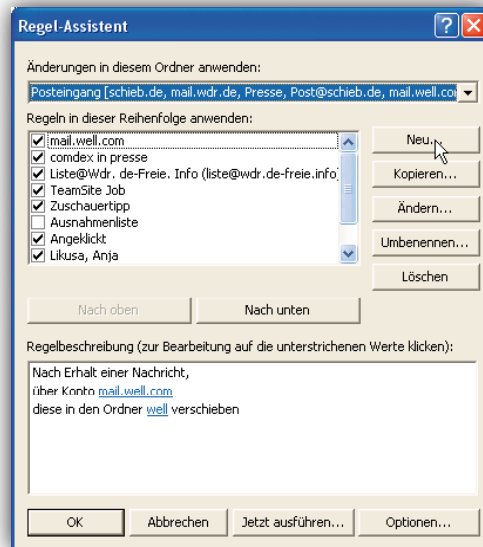 Regel-Assistent
Änderungen in diesem Ordner anwenden:
Posteingang [schieb.de, mail.wdr.de, Presse, Post@schieb.de, mail.well.com
Regeln in dieser Reihenfolge anwenden:
mail.well.com
comdex in presse
Liste@Wdr. de-Freie. Info (liste@wdr.de-freie.info)
TeamSite Job
Zuschauertipp
Ausnahmenliste
Angeklickt
Likusa, Anja
Neu...
Kopieren...
Ändern...
Umbenennen...
Löschen
Nach oben
Nach unten
Regelbeschreibung (zur Bearbeitung auf die unterstrichenen Werte klicken):
Nach Erhalt einer Nachricht,
über Konto mail.well.com
diese in den Ordner well verschieben
OK
Abbrechen
Jetzt ausführen...
Optionen...